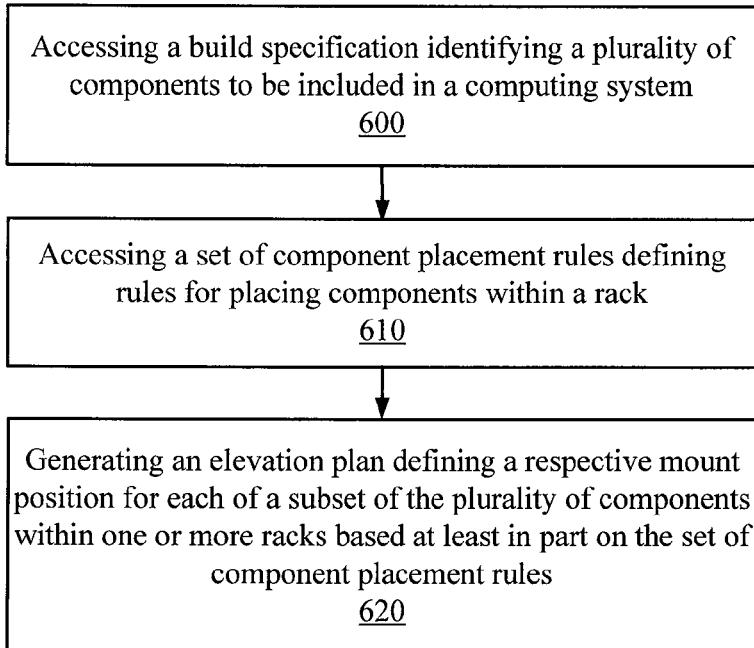 Accessing a build specification identifying a plurality of
components to be included in a computing system
600
Accessing a set of component placement rules defining
rules for placing components within a rack
610
Generating an elevation plan defining a respective mount
position for each of a subset of the plurality of components
within one or more racks based at least in part on the set of
component placement rules
620